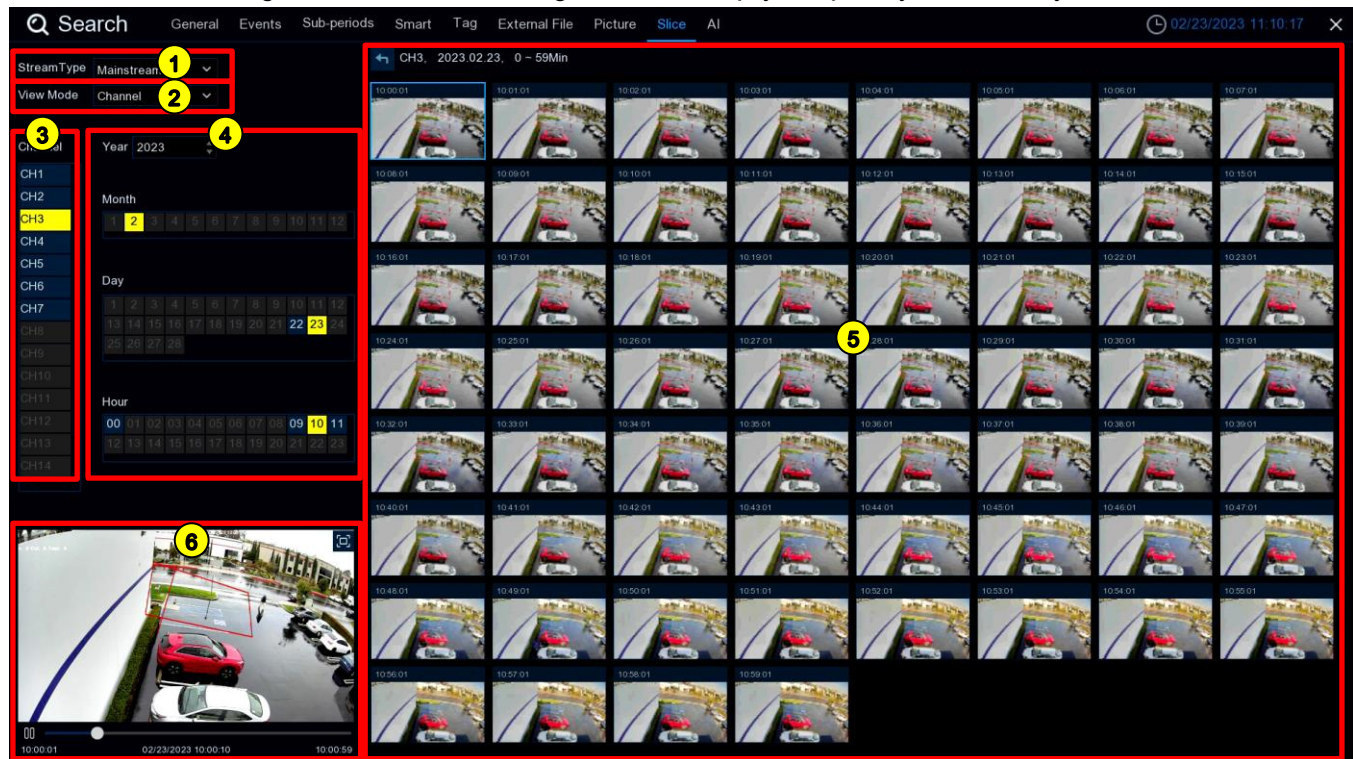 Search General Events Sub-periods Smart Tag External File Picture Slice AI 02/23/2023 11:10:17
StreamType Mainstream 1
View Mode Channel 2
CH3, 2023.02.23, 0 ~ 59Min
3
4
Year 2023
CH1
CH2
CH3
CH4
CH5
CH6
CH7
CH8
CH9
CH10
CH11
CH12
CH13
CH14
Month
1 2 3 4 5 6 7 8 9 10 11 12
Day
1 2 3 4 5 6 7 8 9 10 11 12
13 14 15 16 17 18 19 20 21 22 23 24
25 26 27 28
Hour
00 01 02 03 04 05 06 07 08 09 10 11
12 13 14 15 16 17 18 19 20 21 22 23
10:00:01 10:01:01 10:02:01 10:03:01 10:04:01 10:05:01 10:06:01 10:07:01
10:08:01 10:09:01 10:10:01 10:11:01 10:12:01 10:13:01 10:14:01 10:15:01
10:16:01 10:17:01 10:18:01 10:19:01 10:20:01 10:21:01 10:22:01 10:23:01
10:24:01 10:25:01 10:26:01 10:27:01 5 :28:01 10:29:01 10:30:01 10:31:01
10:32:01 10:33:01 10:34:01 10:35:01 10:36:01 10:37:01 10:38:01 10:39:01
10:40:01 10:41:01 10:42:01 10:43:01 10:44:01 10:45:01 10:46:01 10:47:01
10:48:01 10:49:01 10:50:01 10:51:01 10:52:01 10:53:01 10:54:01 10:55:01
10:56:01 10:57:01 10:58:01 10:59:01
6
10:00:01 02/23/2023 10:00:10 10:00:59